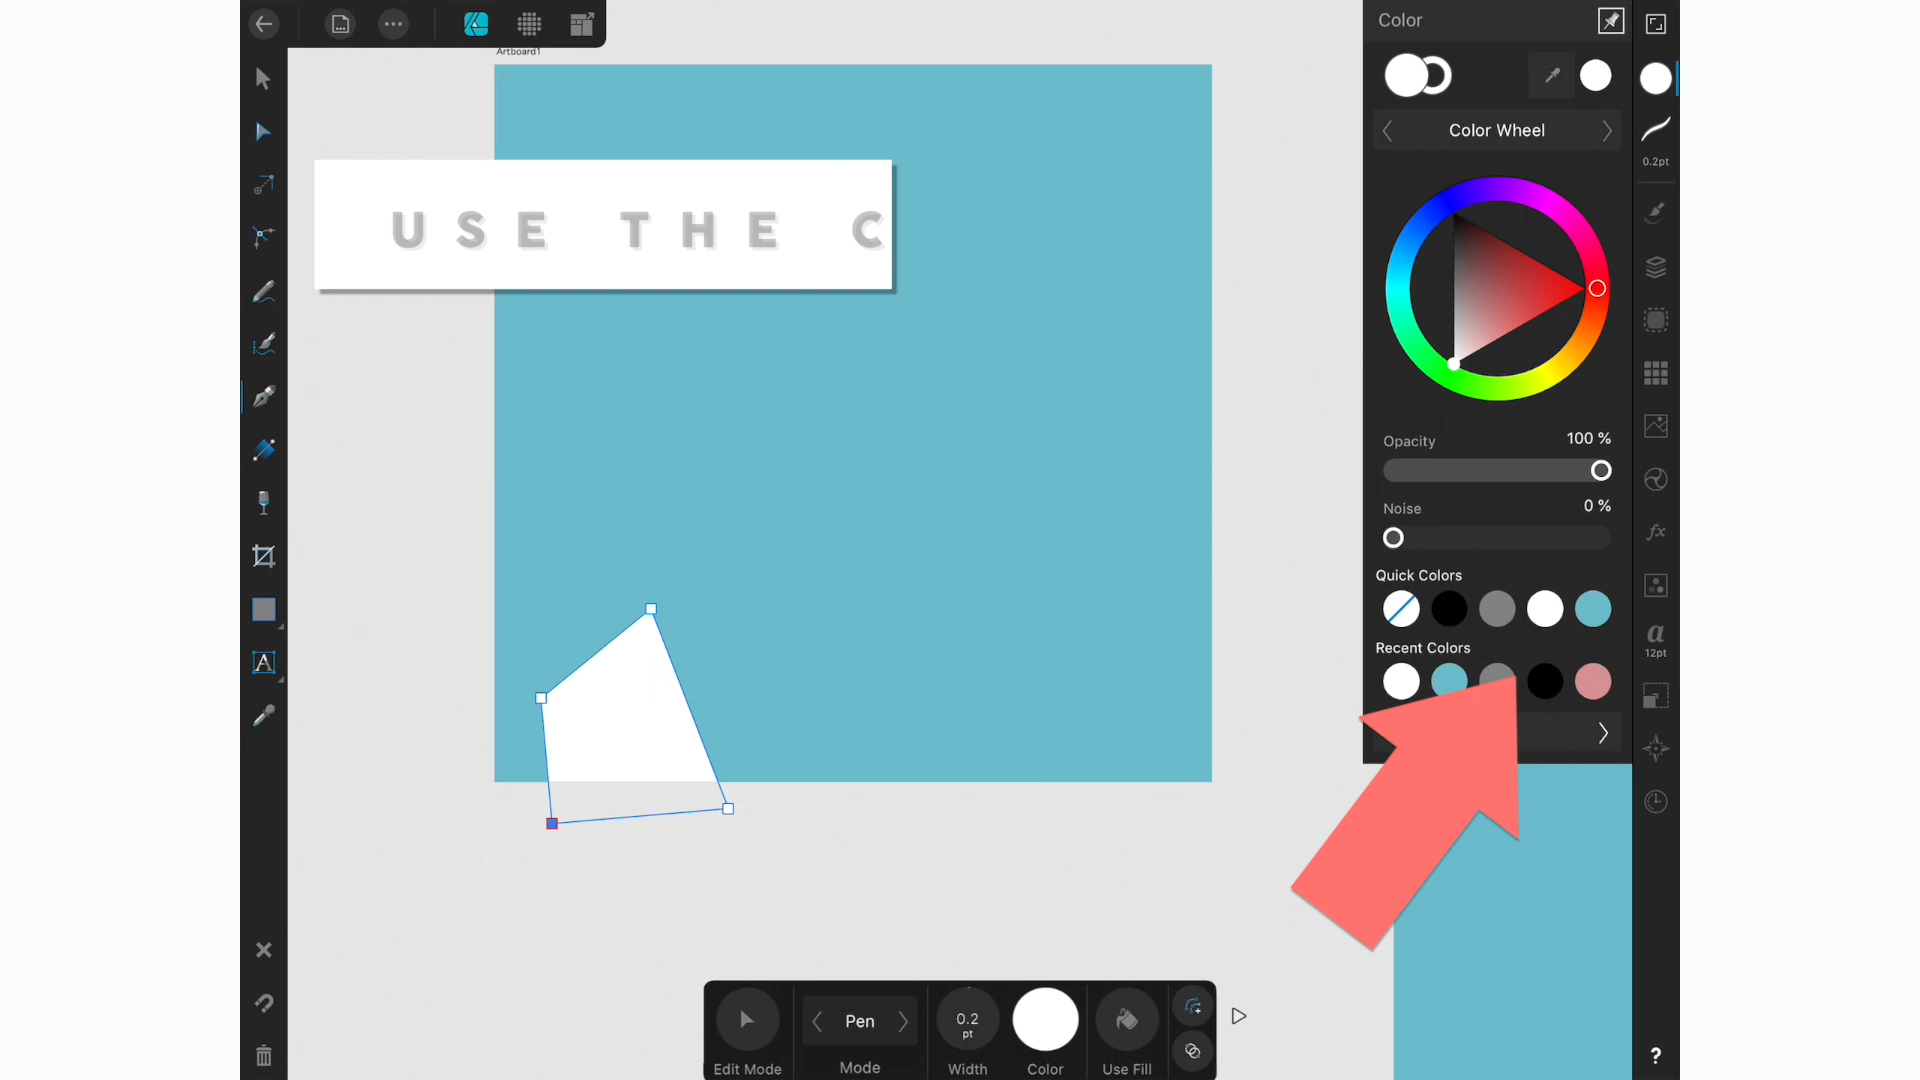 Artboard1
Color
USE THE C
Color Wheel
0.2pt
Opacity
100 %
Noise
0 %
Quick Colors
Recent Colors
a
12pt
fx
A
Pen
0.2
pt
Edit Mode
Mode
Width
Color
Use Fill
?